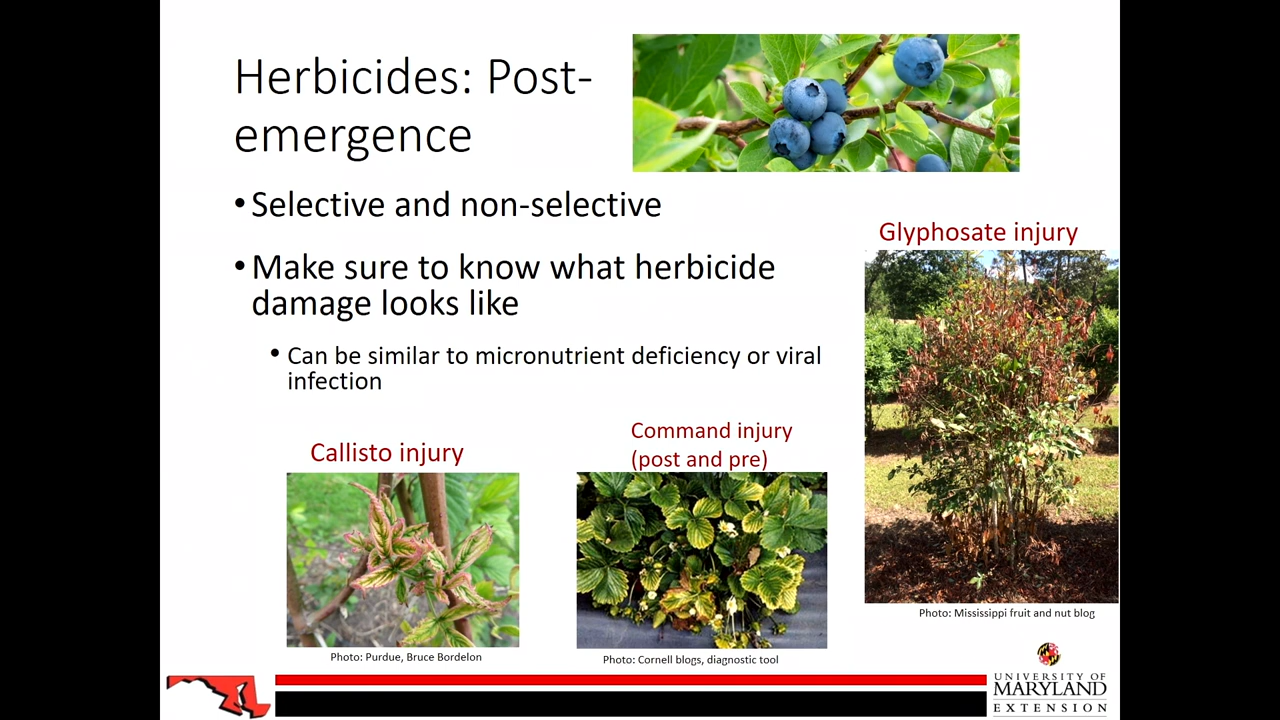 Herbicides: Post-
emergence
• Selective and non-selective
• Make sure to know what herbicide
damage looks like
• Can be similar to micronutrient deficiency or viral
infection
Glyphosate injury
Photo: Mississippi fruit and nut blog
Callisto injury
Photo: Purdue, Bruce Bordelon
Command injury
(post and pre)
Photo: Cornell blogs, diagnostic tool
UNIVERSITY OF
MARYLAND
EXTENSION